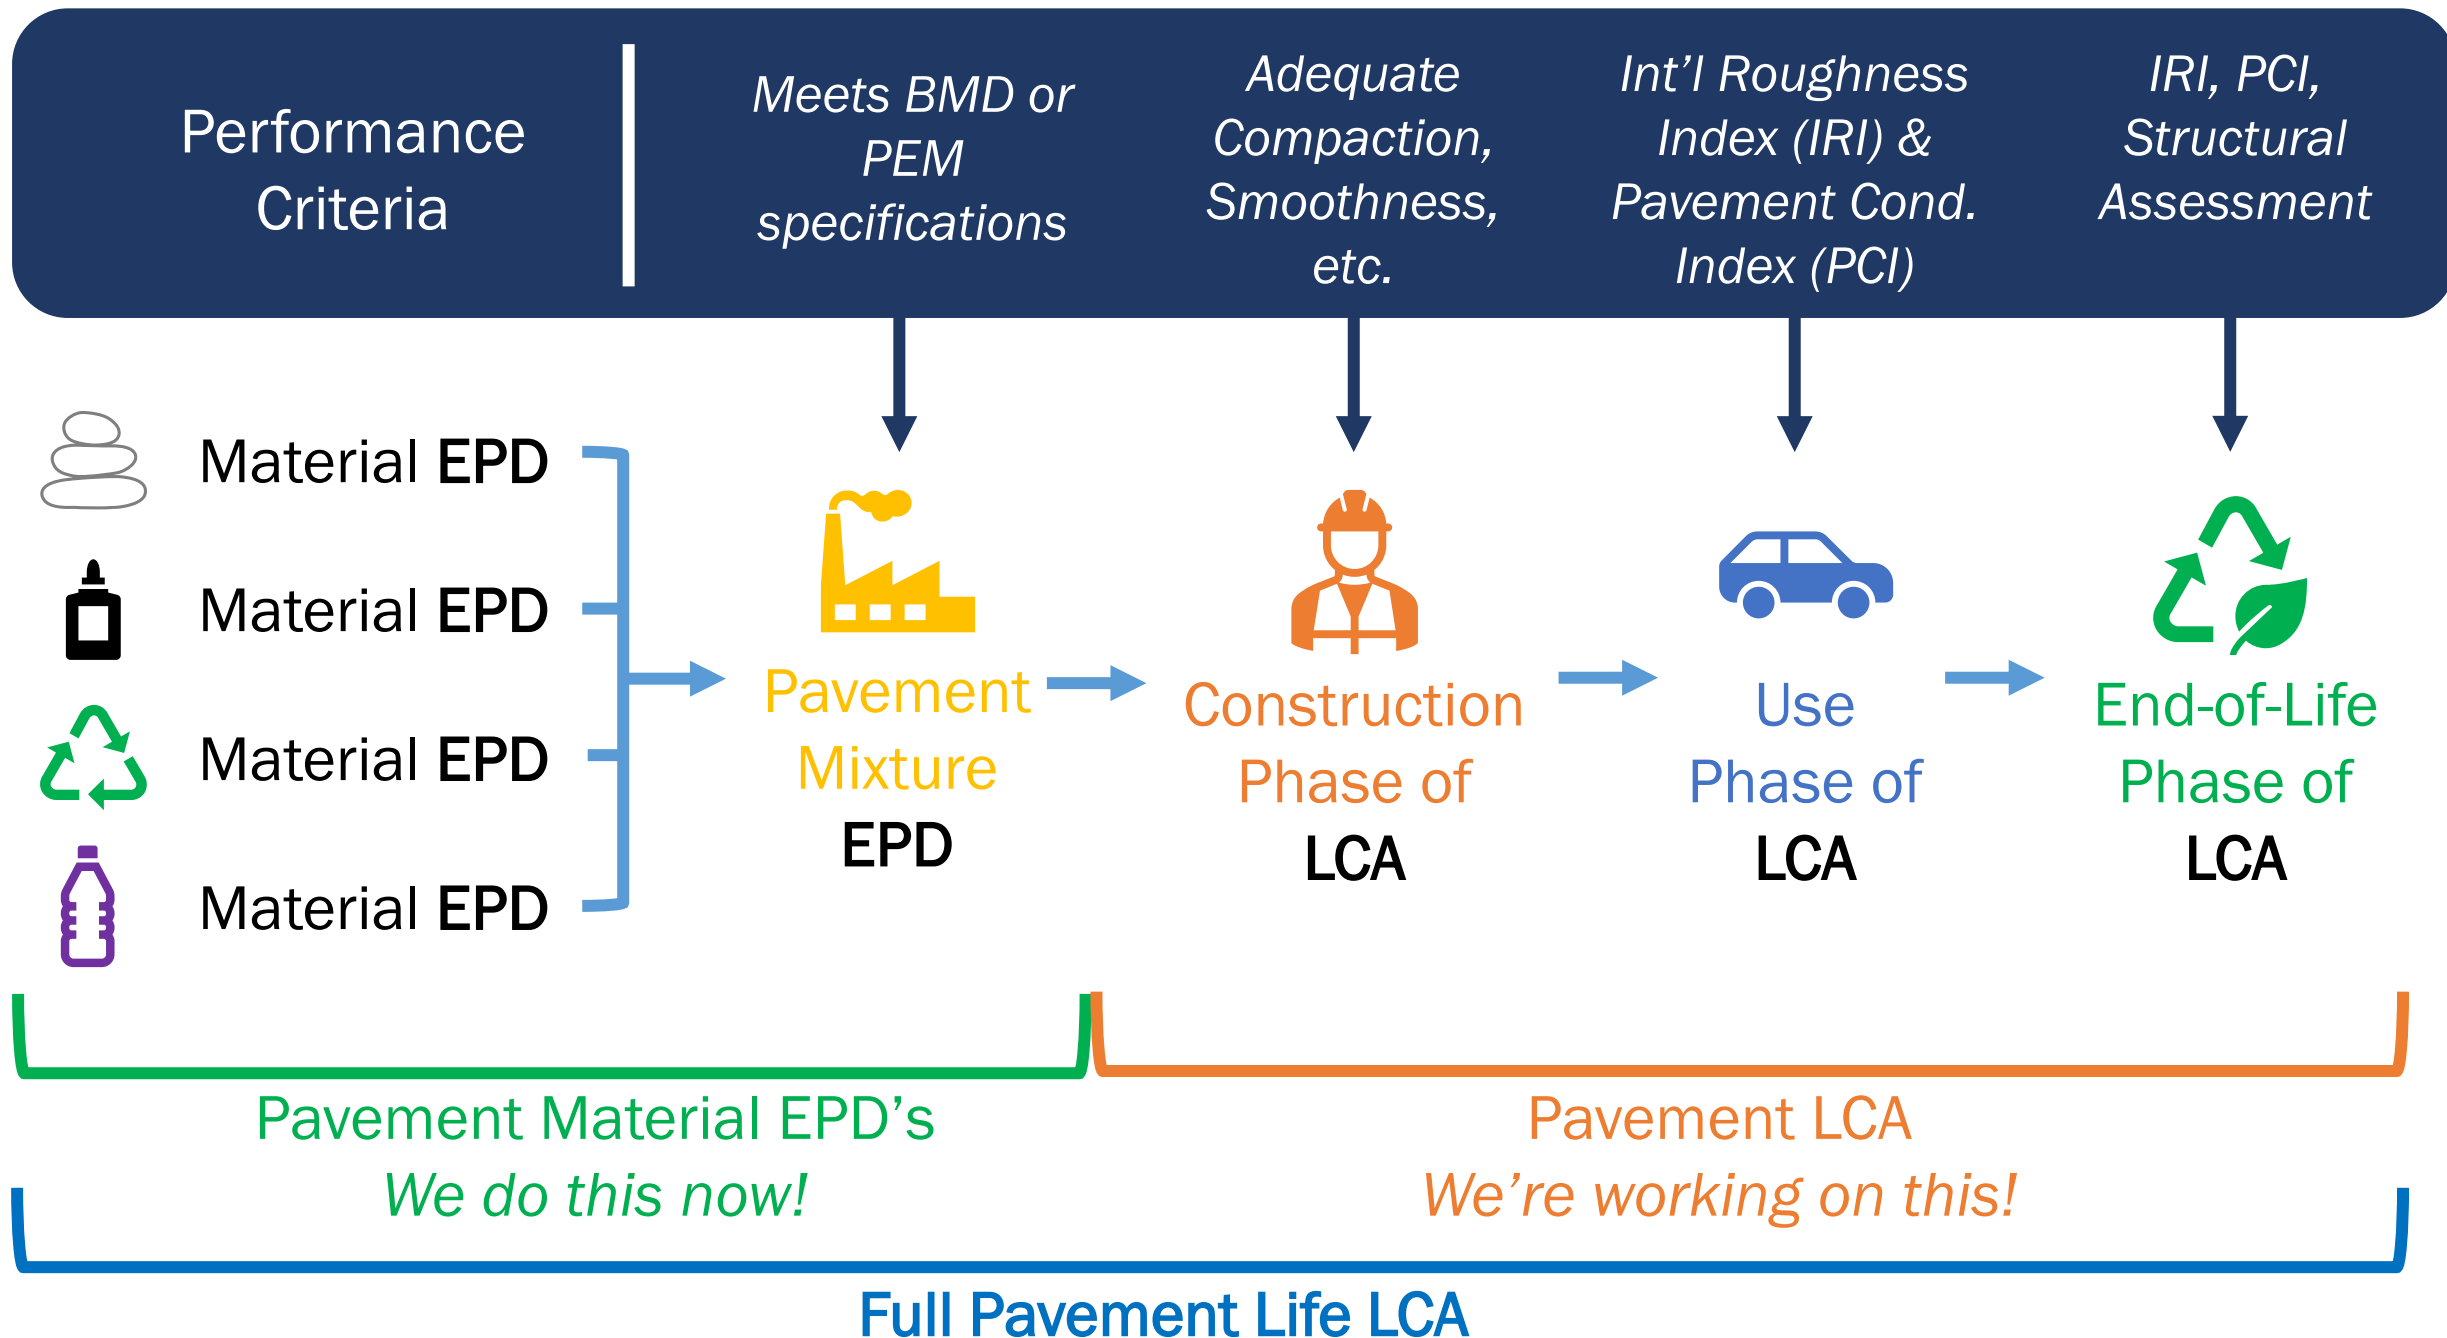 Performance
Criteria
Meets BMD or
PEM
specifications
Adequate
Compaction,
Smoothness,
etc.
Int'l Roughness
Index (IRI) &
Pavement Cond.
Index (PCI)
IRI, PCI,
Structural
Assessment
Material EPD
Material EPD
Material EPD
Material EPD
Pavement
Mixture
EPD
Construction
Phase of
LCA
Use
Phase of
LCA
End-of-Life
Phase of
LCA
Pavement Material EPD's
We do this now!
Pavement LCA
We're working on this!
Full Pavement Life LCA